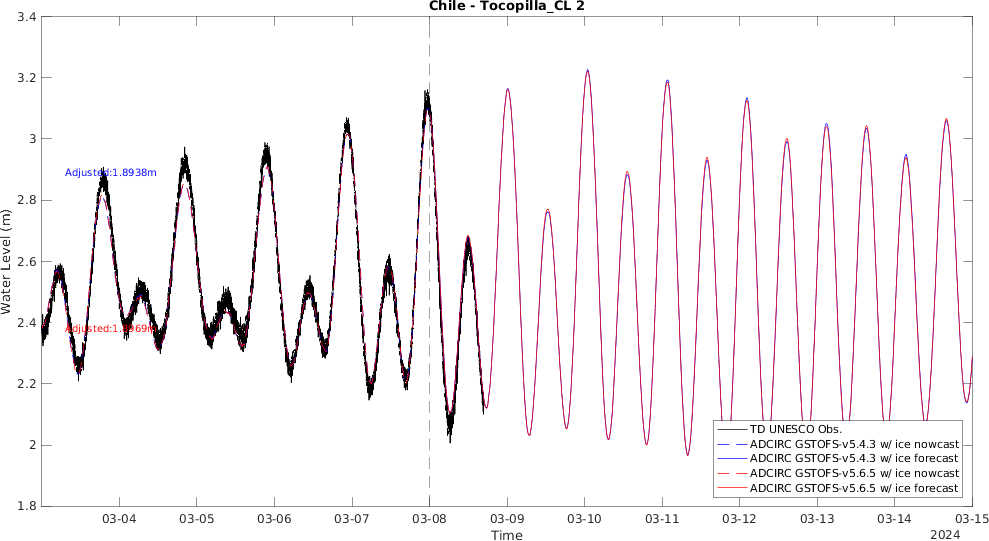 Chile - Tocopilla_CL 2
3.4
3.2
3
2.8
2.6
2.4
2.2
2
1.8
Water Level (m)
Adjusted:1.8938m
TD UNESCO Obs.
ADCIRC GSTOFS-v5.4.3 w/ ice nowcast
ADCIRC GSTOFS-v5.4.3 w/ ice forecast
ADCIRC GSTOFS-v5.6.5 w/ ice nowcast
ADCIRC GSTOFS-v5.6.5 w/ ice forecast
03-04 03-05 03-06 03-07 03-08 03-09 03-10 03-11 03-12 03-13 03-14 03-15
Time
2024